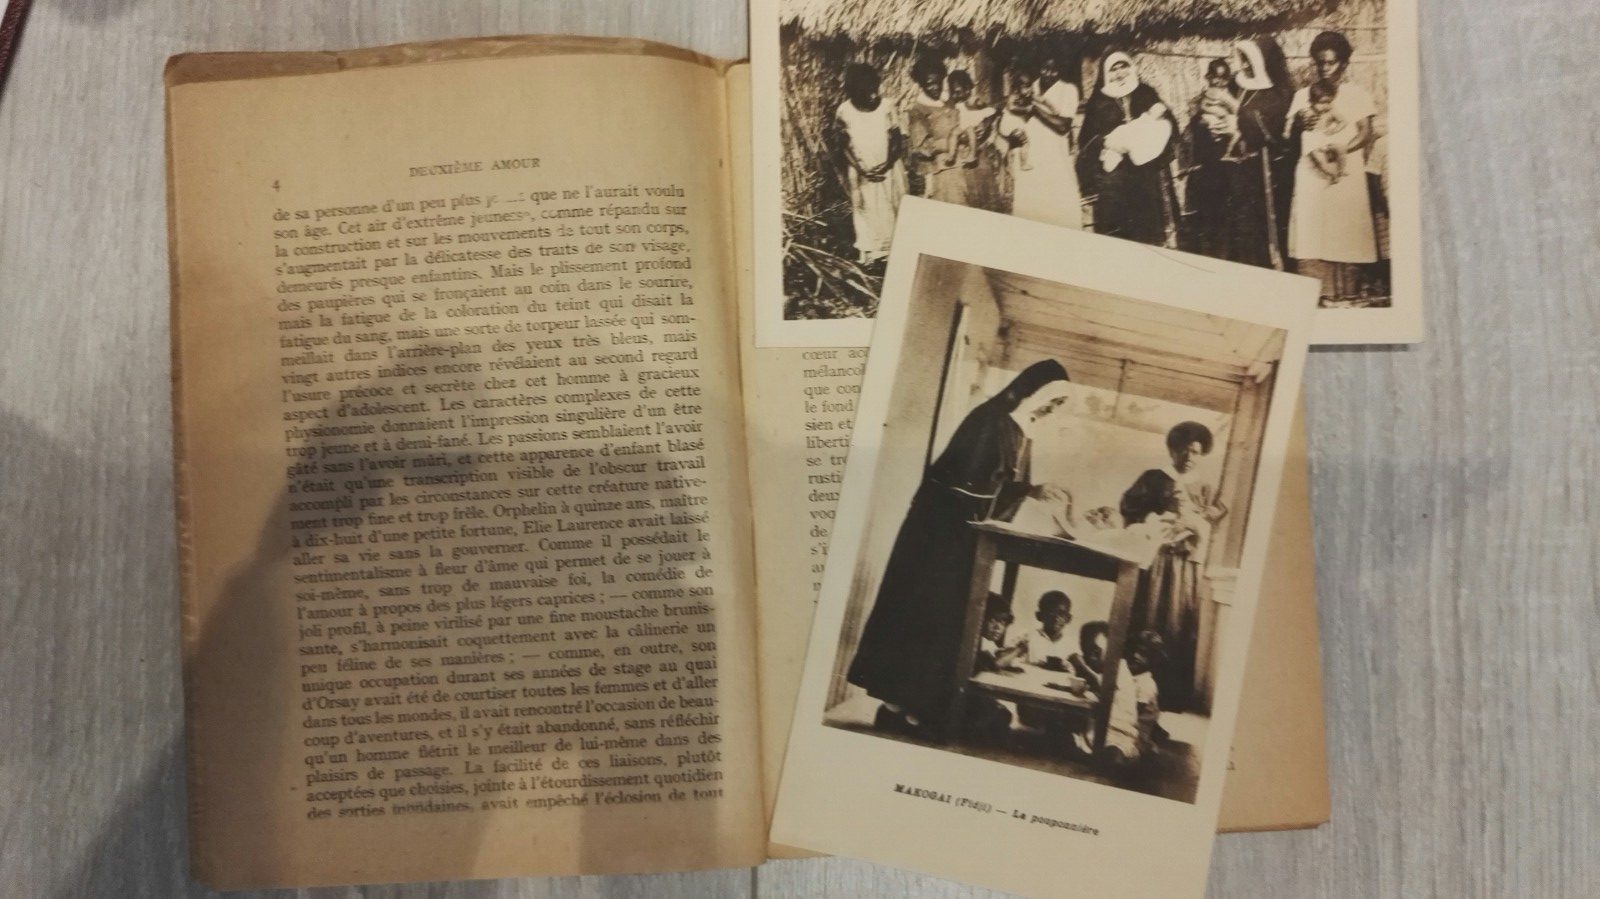 DEUXIÈME AMOUR
4
de sa personne d'un peu plus que ne l'aurait voulu
son âge. Cet air d'extrême jeunesse, comme répandu sur
la construction et sur les mouvements de tout son corps,
s'augmentait par la délicatesse des traits de son visage,
demeurés presque enfantins. Mais le plissement profond
des paupières qui se fronçaient au coin dans le sourire,
mais la fatigue de la coloration du teint qui disait la
fatigue du sang, mais une sorte de torpeur lassée qui som-
meillait dans l'arrière-plan des yeux très bleus, mais
vingt autres indices encore révélaient au second regard
l'usure précoce et secrète chez cet homme à gracieux
aspect d'adolescent. Les caractères complexes de cette
physionomie donnaient l'impression singulière d'un être
trop jeune et à demi-fané. Les passions semblaient l'avoir
gâté sans l'avoir mûri, et cette apparence d'enfant blasé
n'était qu'une transcription visible de l'obscur travail
accompli par les circonstances sur cette créature native-
ment trop fine et trop frêle. Orphelin à quinze ans, maître
à dix-huit d'une petite fortune, Elie Laurence avait laissé
aller sa vie sans la gouverner. Comme il possédait le
sentimentalisme à fleur d'âme qui permet de se jouer à
soi-même, sans trop de mauvaise foi, la comédie de
l'amour à propos des plus légers caprices ; — comme son
joli profil, à peine virilisé par une fine moustache brunis-
sante, s'harmonisait coquettement avec la câlinerie un
peu féline de ses manières ; — comme, en outre, son
unique occupation durant ses années de stage au quai
d'Orsay avait été de courtiser toutes les femmes et d'aller
dans tous les mondes, il avait rencontré l'occasion de beau-
coup d'aventures, et il s'y était abandonné, sans réfléchir
qu'un homme flétrit le meilleur de lui-même dans des
plaisirs de passage. La facilité de ces liaisons, plutôt
acceptées que choisies, jointe à l'étourdissement quotidien
des sorties mondaines, avait empêché l'éclosion de tout
cœur acc
mélancol
que con
le fond
sien et
liberti
se tro
rusti
deux
voq
de
s'i
MAKOGAI (Fidji) — La pouponnière